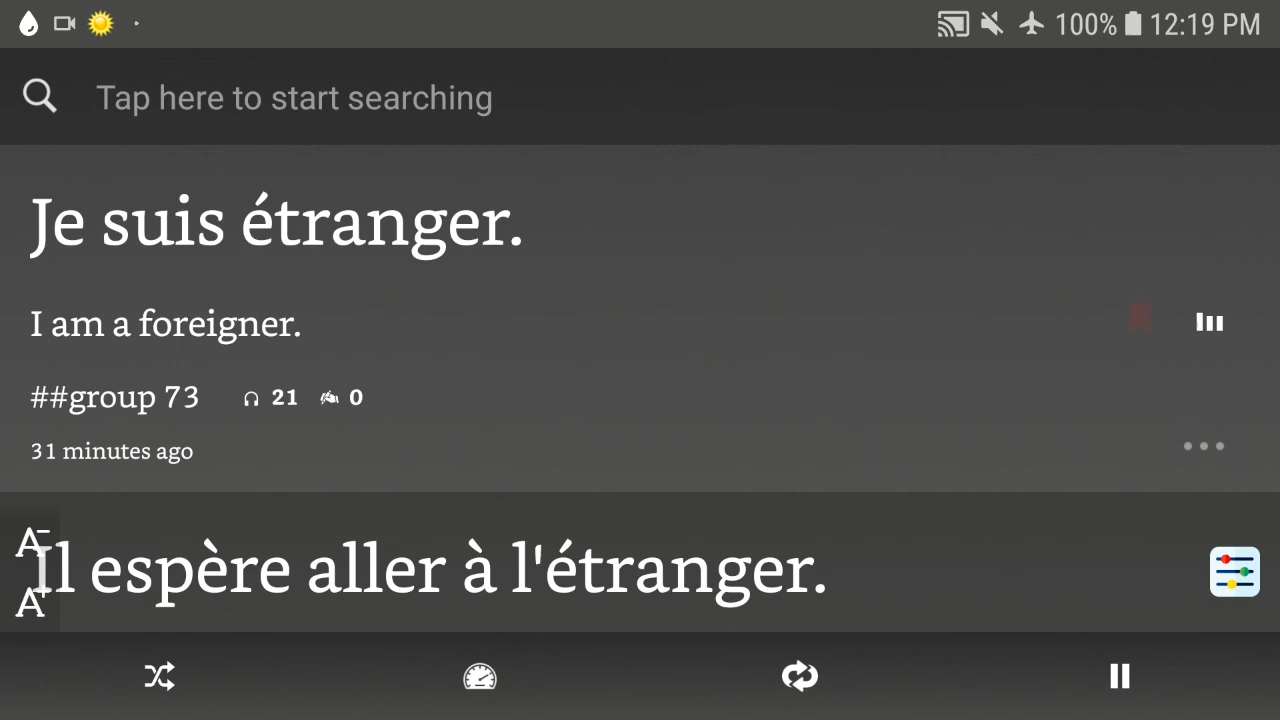 100% 12:19 PM
Tap here to start searching
Je suis étranger.
I am a foreigner.
##group 73 21 0
31 minutes ago
A-
Il espère aller à l'étranger.
A+